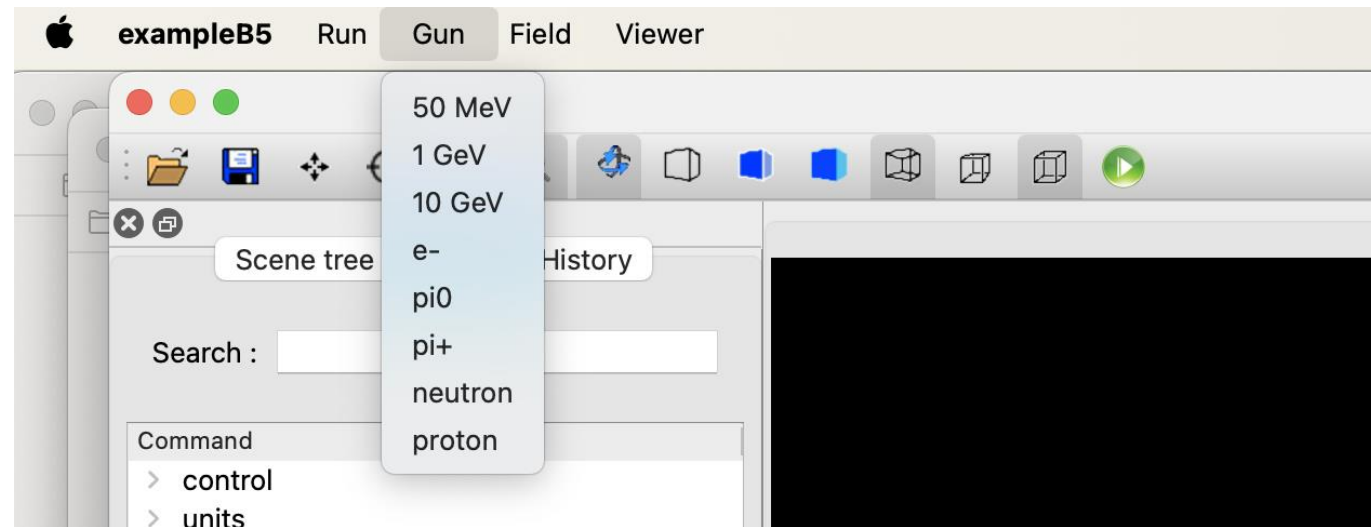 exampleB5 Run Gun Field Viewer
50 MeV
1 GeV
10 GeV
Scene tree
e-
History
pi0
Search :
pi+
neutron
Command
proton
control
units